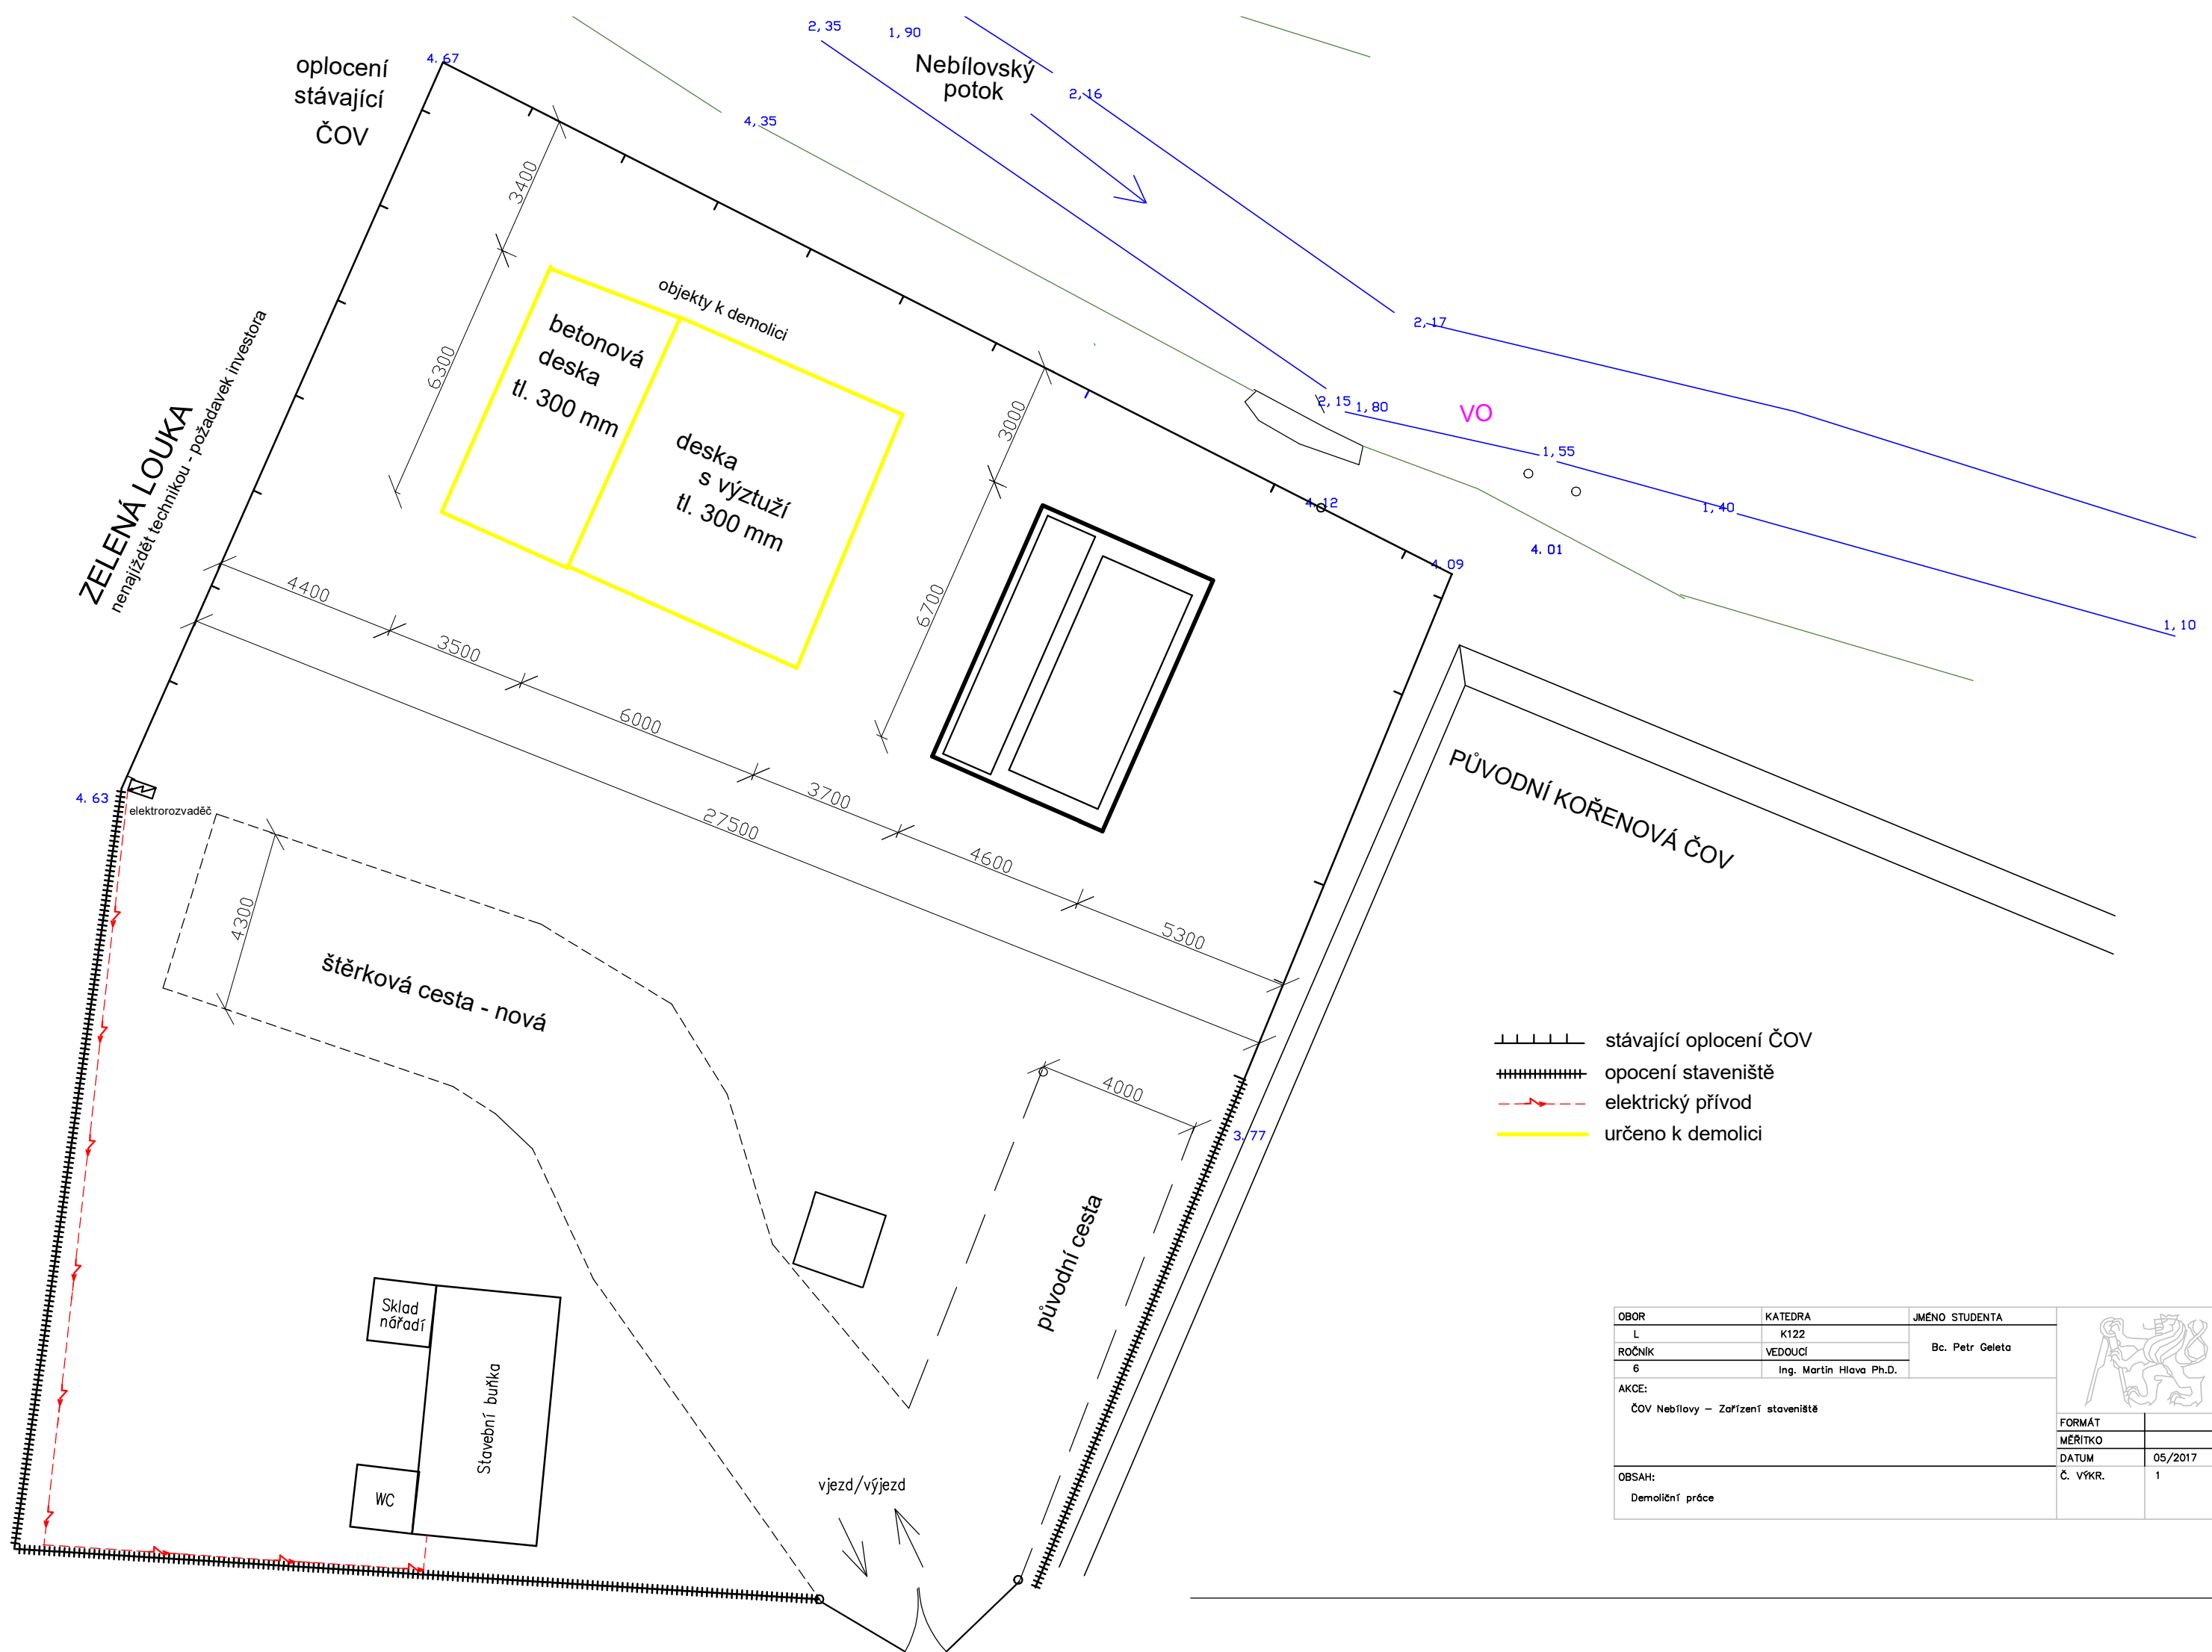 oplocení
stávající
ČOV
4.67
2,35
1,90
Nebílovský
potok
2,16
4,35
3400
objekty k demolici
betonová
deska
tl. 300 mm
6300
deska
s výztuží
tl. 300 mm
3000
2,17
2,15
1,80
VO
1,55
1,40
4.12
4.01
4.09
1,10
ZELENÁ LOUKA
nenajíždět technikou - požadavek investora
4400
3500
6000
3700
4600
5300
27500
6700
PŮVODNÍ KOŘENOVÁ ČOV
4.63
elektrorozvaděč
4300
štěrková cesta - nová
4000
3.77
původní cesta
stávající oplocení ČOV
opocení staveniště
elektrický přívod
určeno k demolici
Sklad
nářadí
Stavební buňka
WC
vjezd/výjezd
OBOR
KATEDRA
JMÉNO STUDENTA
L
K122
Bc. Petr Geleta
ROČNÍK
VEDOUCÍ
6
Ing. Martin Hlava Ph.D.
AKCE:
ČOV Nebílovy – Zařízení staveniště
FORMÁT
MĚŘÍTKO
DATUM
05/2017
OBSAH:
Č. VÝKR.
1
Demoliční práce